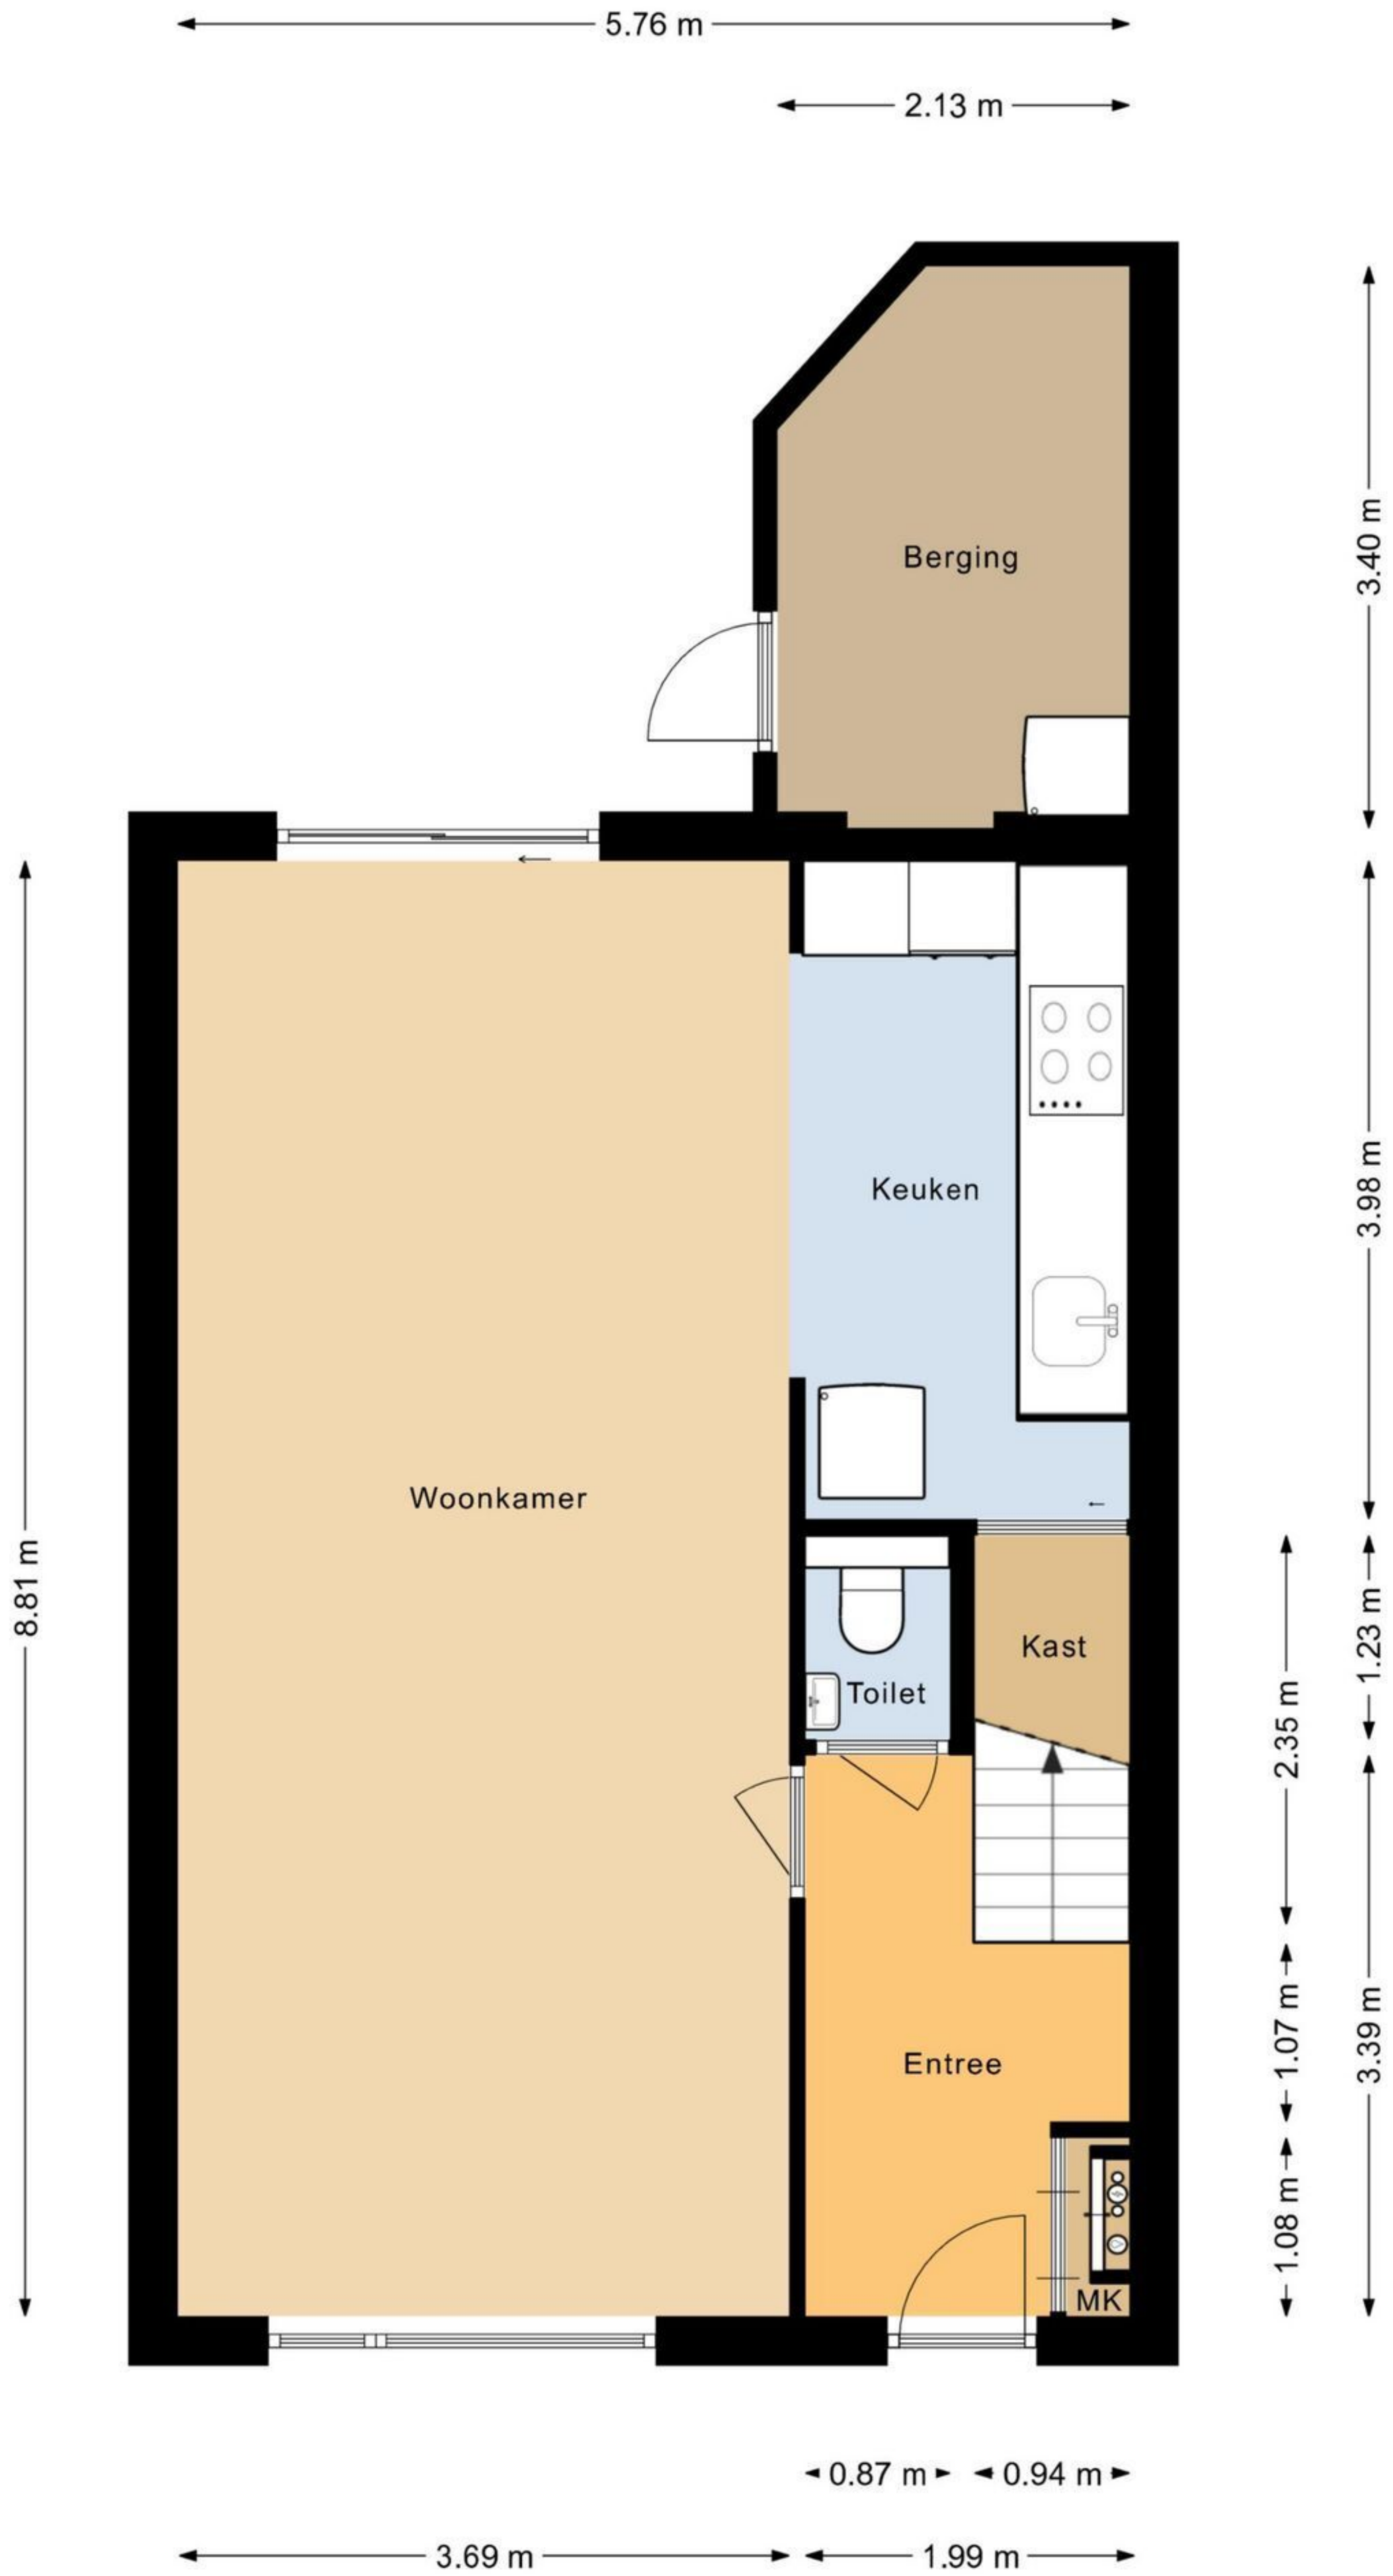 5.76 m
2.13 m
Berging
3.40 m
Keuken
3.98 m
Woonkamer
8.81 m
Kast
1.23 m
Toilet
2.35 m
Entree
1.07 m
3.39 m
1.08 m
MK
0.87 m
0.94 m
3.69 m
1.99 m